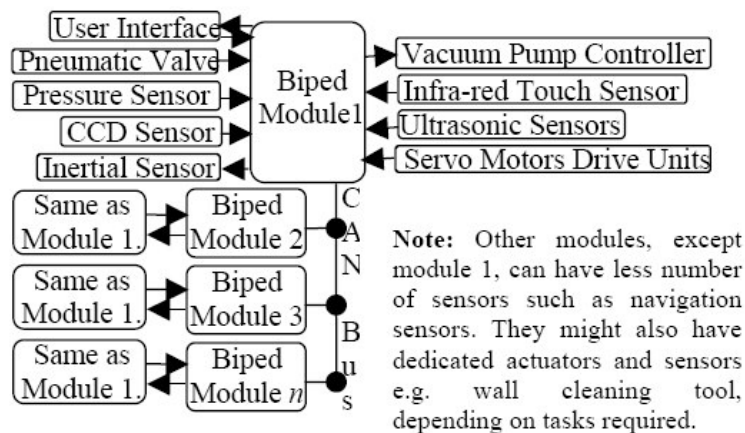 User Interface
Pneumatic Valve
Pressure Sensor
CCD Sensor
Inertial Sensor
Biped
Module1
Vacuum Pump Controller
Infra-red Touch Sensor
Ultrasonic Sensors
Servo Motors Drive Units
Same as
Module 1.
Biped
Module 2
Same as
Module 1.
Biped
Module 3
Same as
Module 1.
Biped
Module n
CAN Bus
Note: Other modules, except
module 1, can have less number
of sensors such as navigation
sensors. They might also have
dedicated actuators and sensors
e.g. wall cleaning tool,
depending on tasks required.